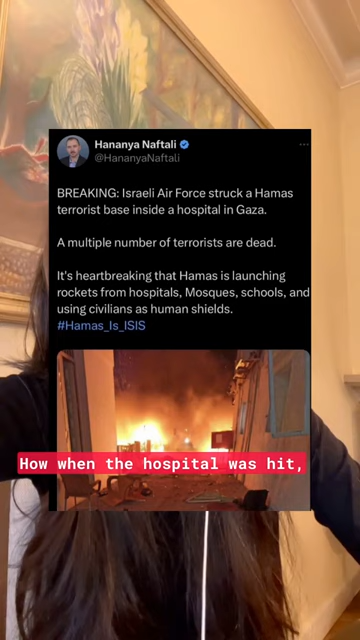 Hananya Naftali
@HananyaNaftali
BREAKING: Israeli Air Force struck a Hamas
terrorist base inside a hospital in Gaza.
A multiple number of terrorists are dead.
It's heartbreaking that Hamas is launching
rockets from hospitals, Mosques, schools, and
using civilians as human shields.
#Hamas_Is_ISIS
How when the hospital was hit,